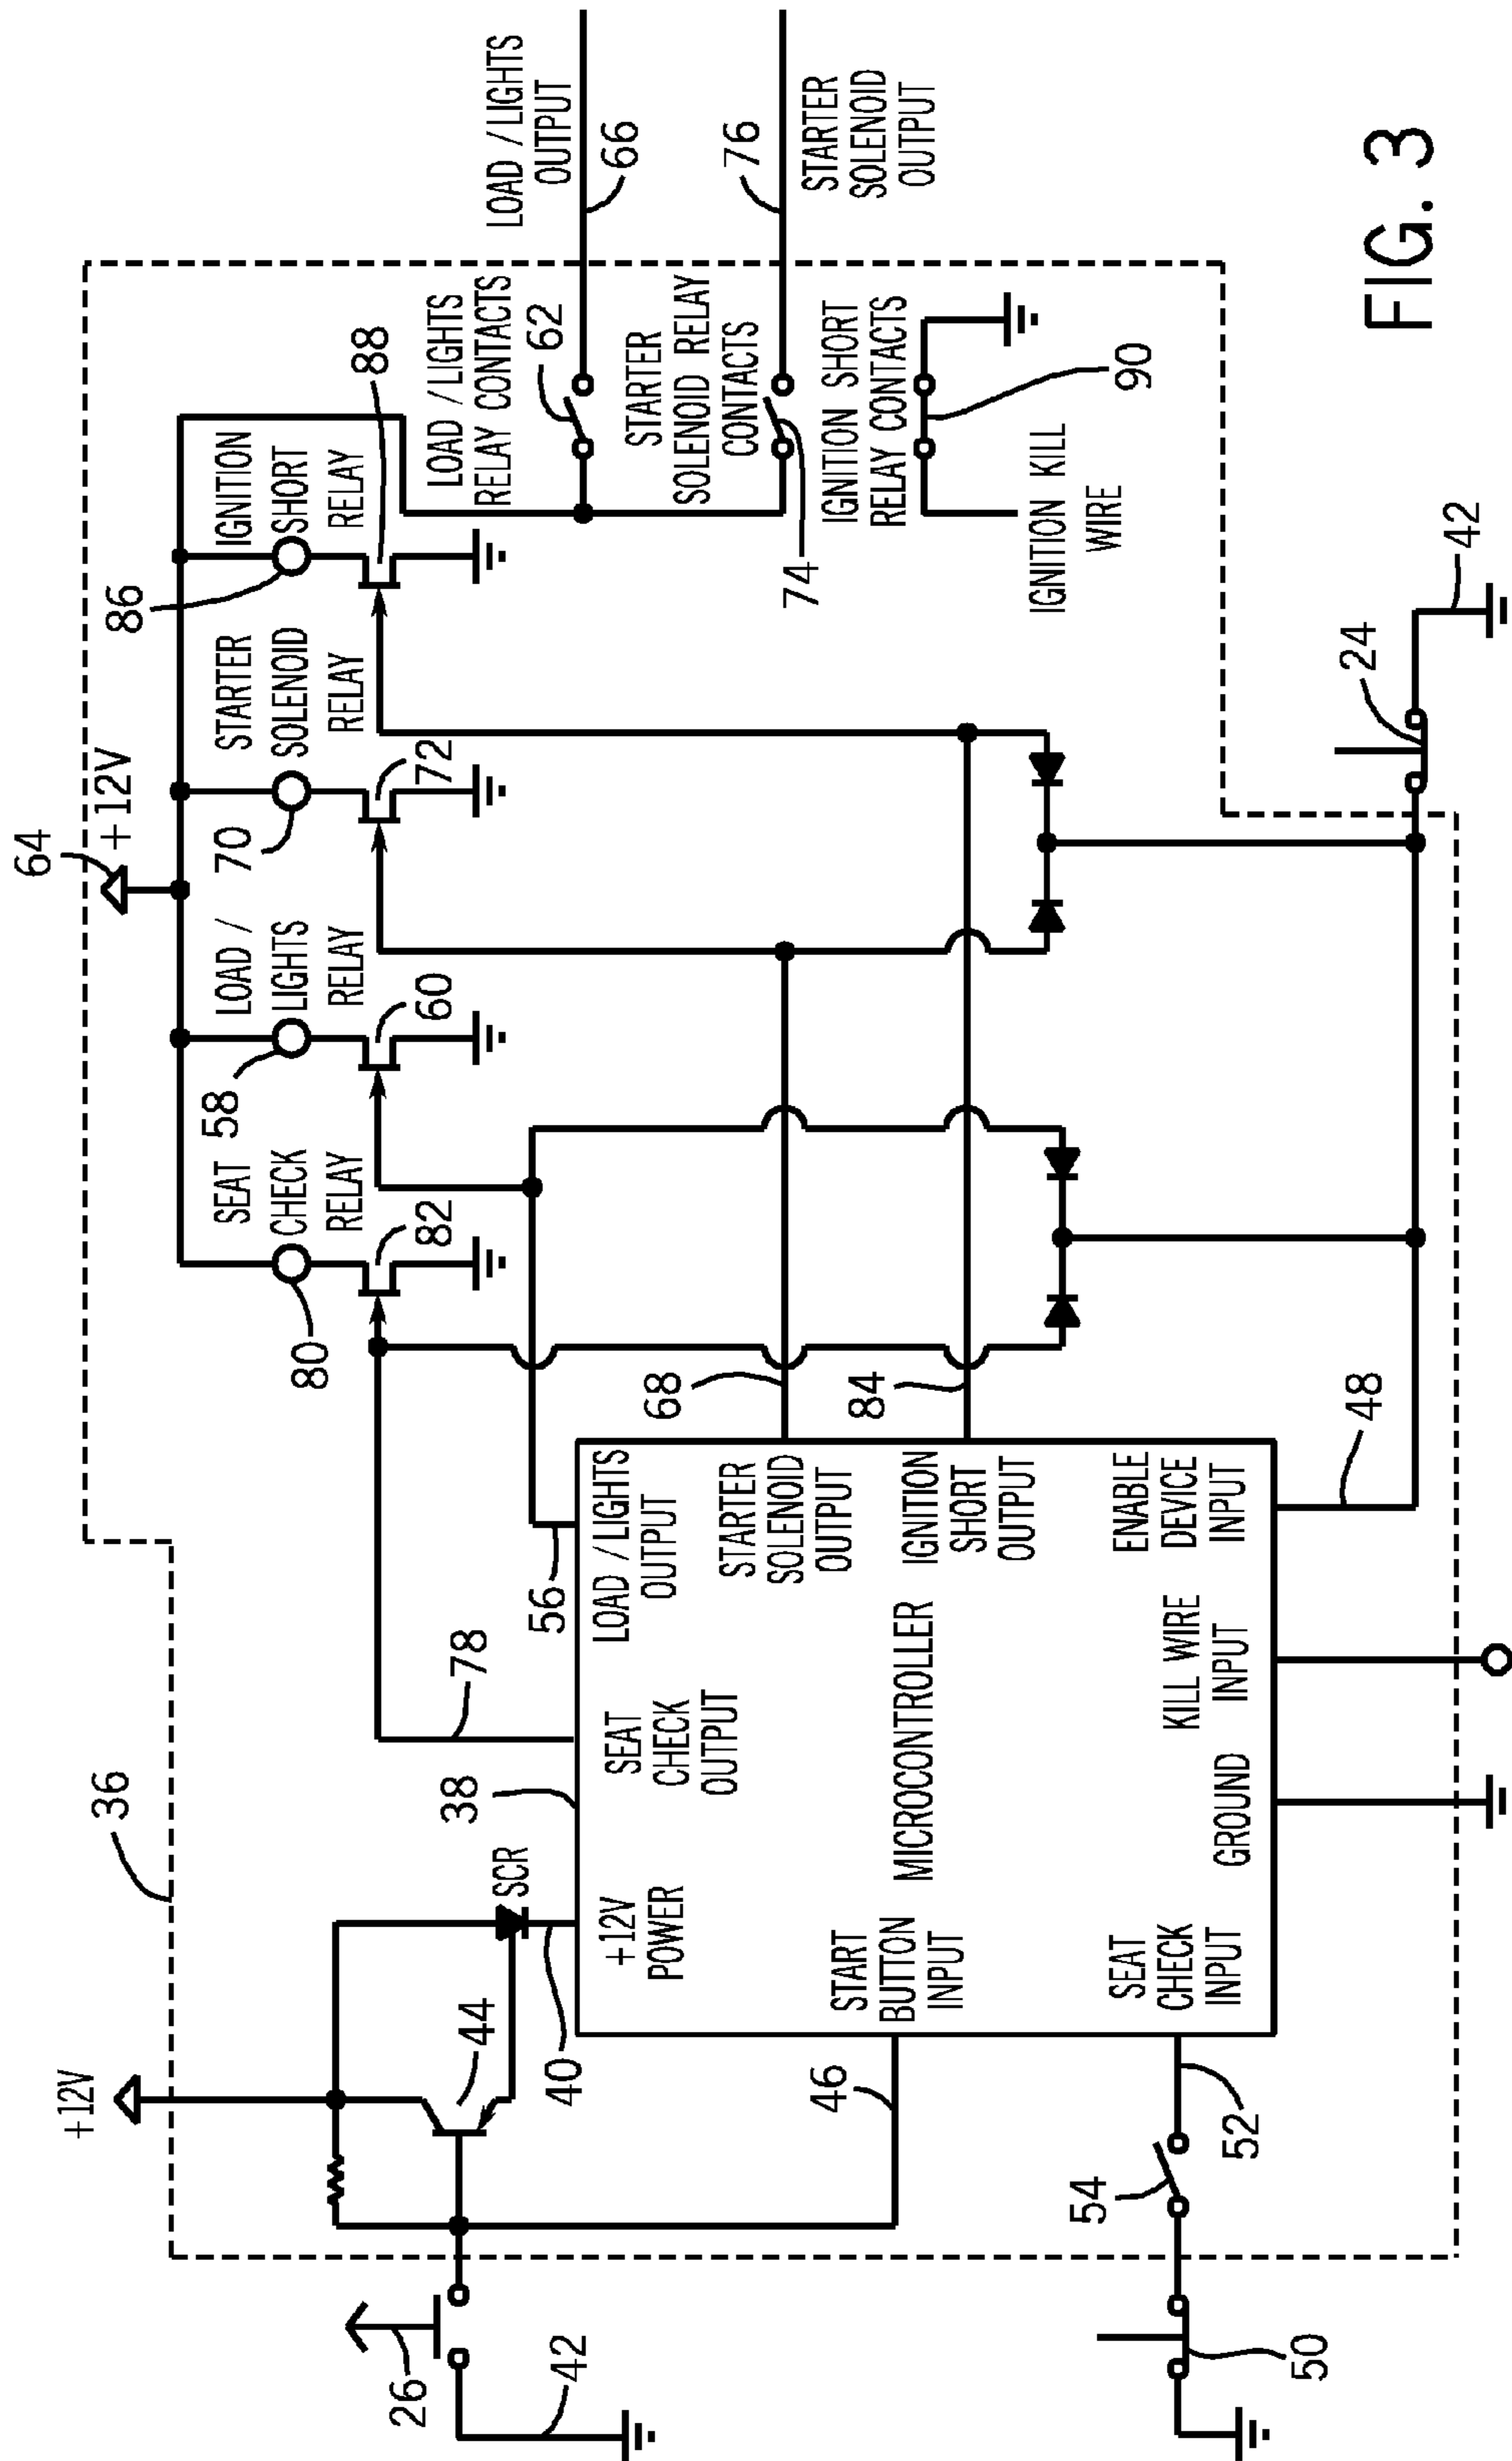 36
+12V
64
+12V
SEAT
CHECK
RELAY
LOAD /
LIGHTS
RELAY
STARTER
SOLENOID
RELAY
IGNITION
SHORT
RELAY
80
82
58
60
70
72
86
88
26
42
44
SCR
40
38
78
56
+12V
POWER
SEAT
CHECK
OUTPUT
LOAD / LIGHTS
OUTPUT
START
BUTTON
INPUT
MICROCONTROLLER
STARTER
SOLENOID
OUTPUT
IGNITION
SHORT
OUTPUT
SEAT
CHECK
INPUT
GROUND
KILL WIRE
INPUT
ENABLE
DEVICE
INPUT
46
68
84
50
54
52
48
LOAD / LIGHTS
RELAY CONTACTS
62
LOAD / LIGHTS
OUTPUT
66
STARTER
SOLENOID RELAY
CONTACTS
74
76
STARTER
SOLENOID
OUTPUT
IGNITION SHORT
RELAY CONTACTS
90
IGNITION KILL
WIRE
24
42
FIG. 3